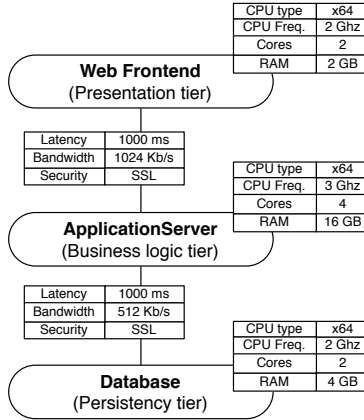 CPU type x64
CPU Freq. 2 Ghz
Cores 2
RAM 2 GB
Web Frontend
(Presentation tier)
Latency 1000 ms
Bandwidth 1024 Kb/s
Security SSL
CPU type x64
CPU Freq. 3 Ghz
Cores 4
RAM 16 GB
ApplicationServer
(Business logic tier)
Latency 1000 ms
Bandwidth 512 Kb/s
Security SSL
CPU type x64
CPU Freq. 2 Ghz
Cores 2
RAM 4 GB
Database
(Persistency tier)